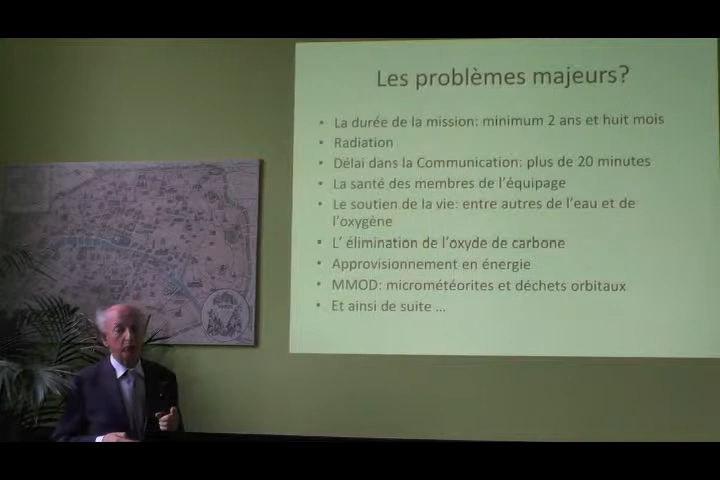 Les problèmes majeurs?
• La durée de la mission: minimum 2 ans et huit mois
• Radiation
• Délai dans la Communication: plus de 20 minutes
• La santé des membres de l'équipage
• Le soutien de la vie: entre autres de l'eau et de
l'oxygène
• L' élimination de l'oxyde de carbone
• Approvisionnement en énergie
• MMOD: micrométéorites et déchets orbitaux
• Et ainsi de suite ...